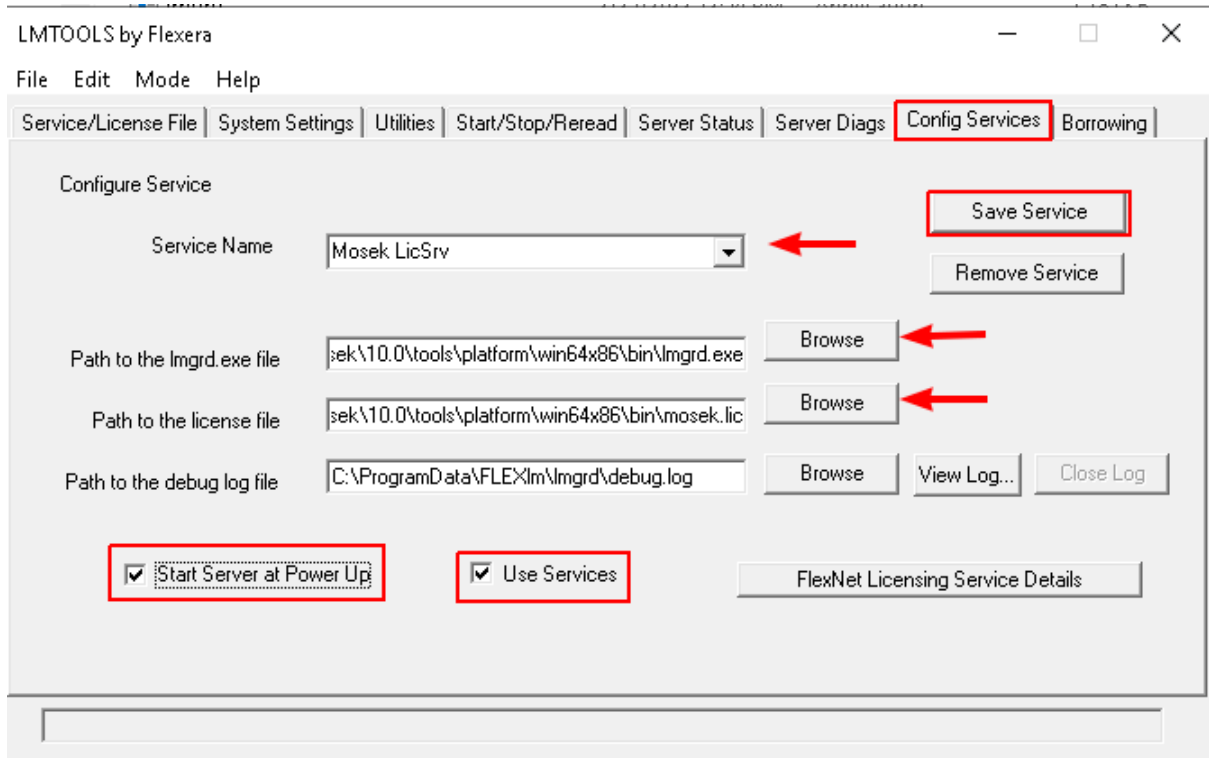 LMTOOLS by Flexera
File Edit Mode Help
Service/License File System Settings Utilities Start/Stop/Reread Server Status Server Diags Config Services Borrowing
Configure Service
Save Service
Service Name Mosek LicSrv
Remove Service
Path to the lmgrd.exe file sek\10.0\tools\platform\win64x86\bin\lmgrd.exe Browse
Path to the license file sek\10.0\tools\platform\win64x86\bin\mosek.lic Browse
Path to the debug log file C:\ProgramData\FLEXlm\lmgrd\debug.log Browse View Log... Close Log
Start Server at Power Up Use Services FlexNet Licensing Service Details